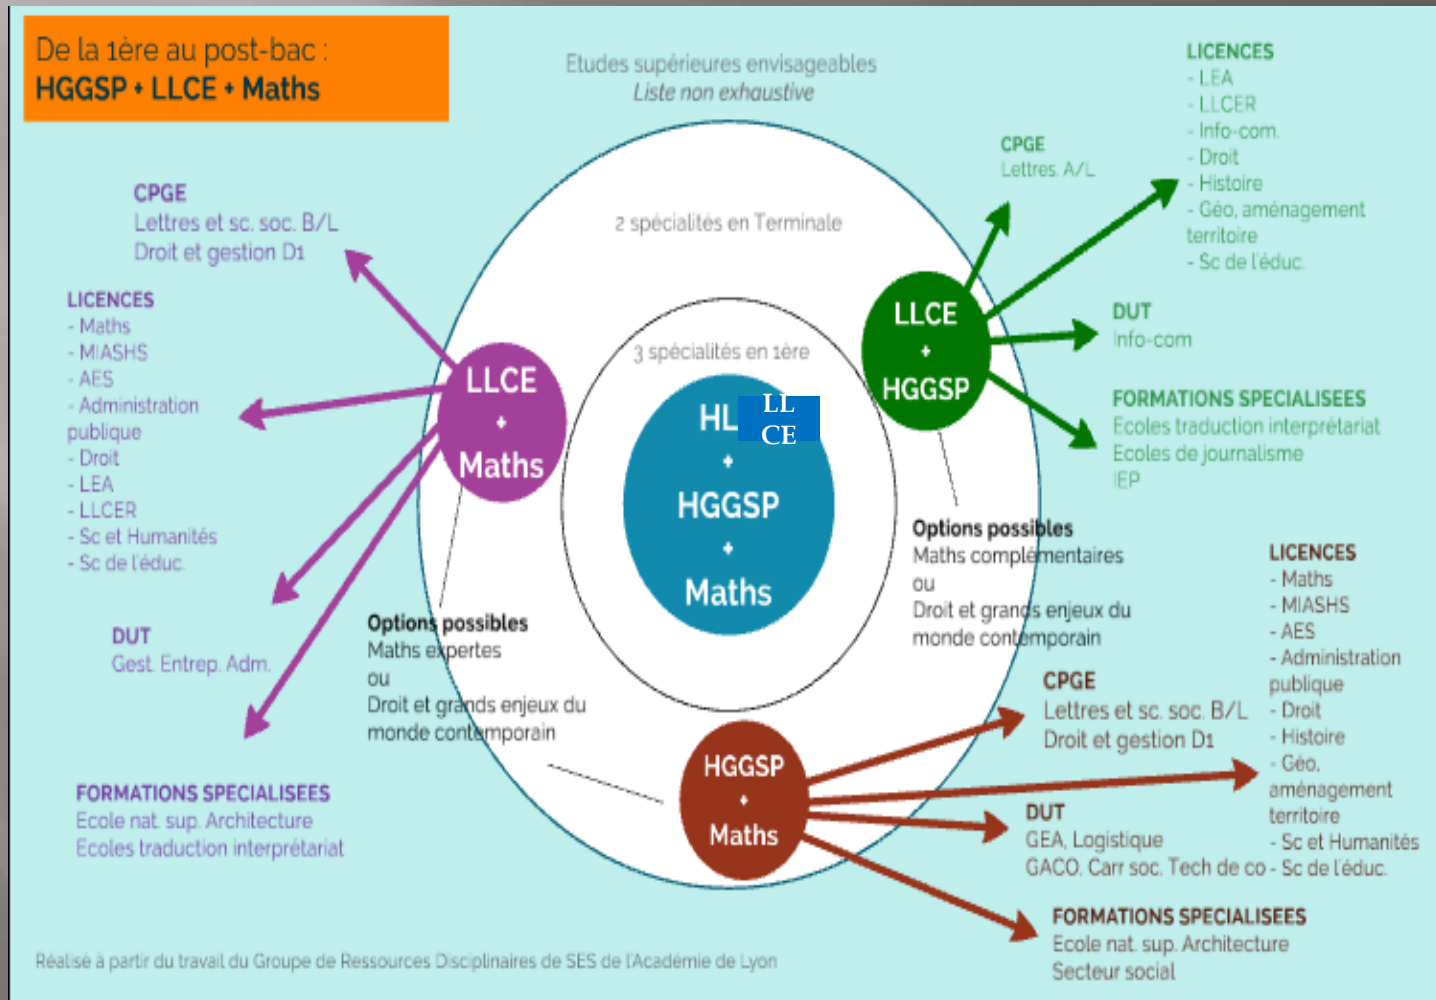 De la 1ère au post-bac :
HGGSP + LLCE + Maths
Etudes supérieures envisageables
Liste non exhaustive
2 spécialités en Terminale
3 spécialités en 1ère
HL
LL
CE
+
HGGSP
+
Maths
LLCE
+
Maths
CPGE
Lettres et sc. soc. B/L
Droit et gestion D1
LICENCES
- Maths
- MIASHS
- AES
- Administration
publique
- Droit
- LEA
- LLCER
- Sc et Humanités
- Sc de l'éduc.
DUT
Gest. Entrep. Adm.
FORMATIONS SPECIALISEES
Ecole nat. sup. Architecture
Ecoles traduction interprétariat
Options possibles
Maths expertes
ou
Droit et grands enjeux du
monde contemporain
LLCE
+
HGGSP
CPGE
Lettres. A/L
LICENCES
- LEA
- LLCER
- Info-com.
- Droit
- Histoire
- Géo, aménagement
territoire
- Sc de l'éduc.
DUT
Info-com
FORMATIONS SPECIALISEES
Ecoles traduction interprétariat
Ecoles de journalisme
IEP
Options possibles
Maths complémentaires
ou
Droit et grands enjeux du
monde contemporain
HGGSP
+
Maths
CPGE
Lettres et sc. soc. B/L
Droit et gestion D1
LICENCES
- Maths
- MIASHS
- AES
- Administration
publique
- Droit
- Histoire
- Géo,
aménagement
territoire
- Sc et Humanités
- Sc de l'éduc.
DUT
GEA, Logistique
GACO, Carr soc, Tech de co
FORMATIONS SPECIALISEES
Ecole nat. sup. Architecture
Secteur social
Réalisé à partir du travail du Groupe de Ressources Disciplinaires de SES de l'Académie de Lyon